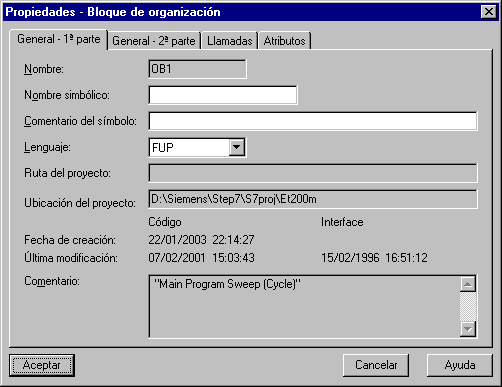 Propiedades - Bloque de organización
General - 1ª parte General - 2ª parte Llamadas Atributos
Nombre: OB1
Nombre simbólico:
Comentario del símbolo:
Lenguaje: FUP
Ruta del proyecto:
Ubicación del proyecto: D:\Siemens\Step7\S7proj\Et200m
Código Interface
Fecha de creación: 22/01/2003 22:14:27
Última modificación: 07/02/2001 15:03:43 15/02/1996 16:51:12
Comentario: "Main Program Sweep (Cycle)"
Aceptar Cancelar Ayuda